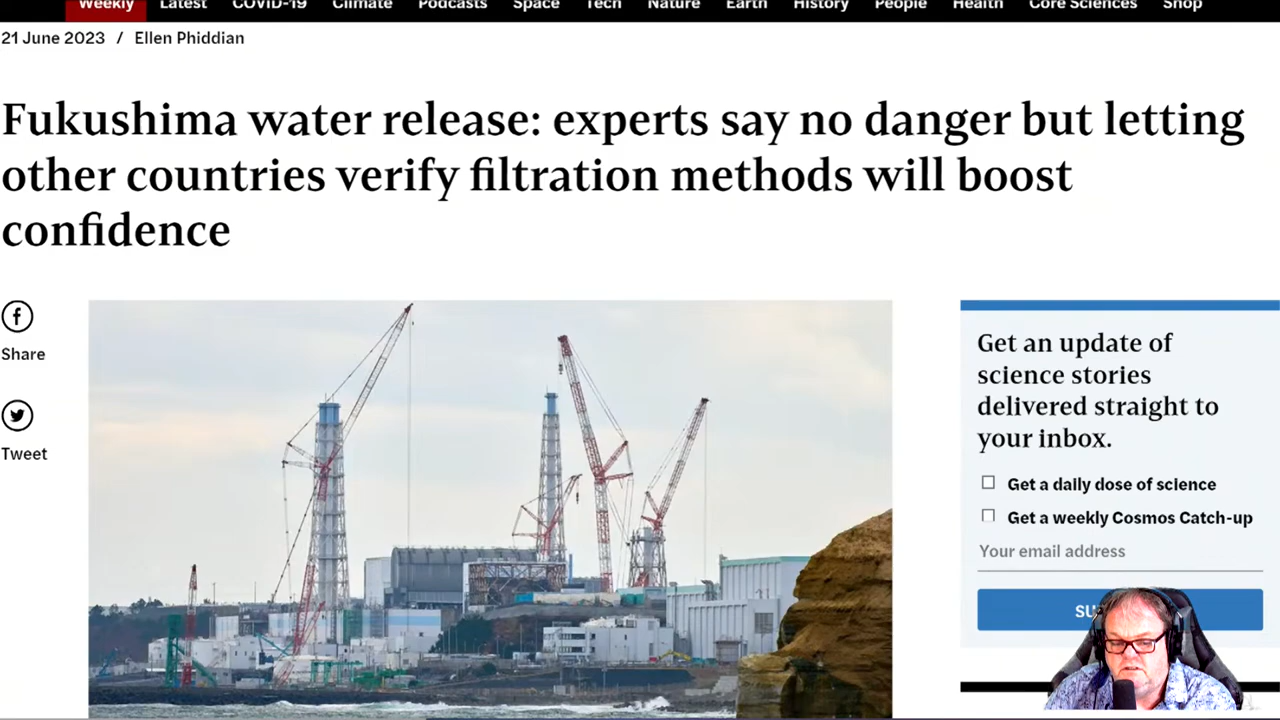 Weekly Latest COVID-19 Climate Podcasts Space Tech Nature Earth History People Health Core Sciences Shop
21 June 2023 / Ellen Phiddian
Fukushima water release: experts say no danger but letting
other countries verify filtration methods will boost
confidence
Share
Tweet
Get an update of
science stories
delivered straight to
your inbox.
Get a daily dose of science
Get a weekly Cosmos Catch-up
Your email address